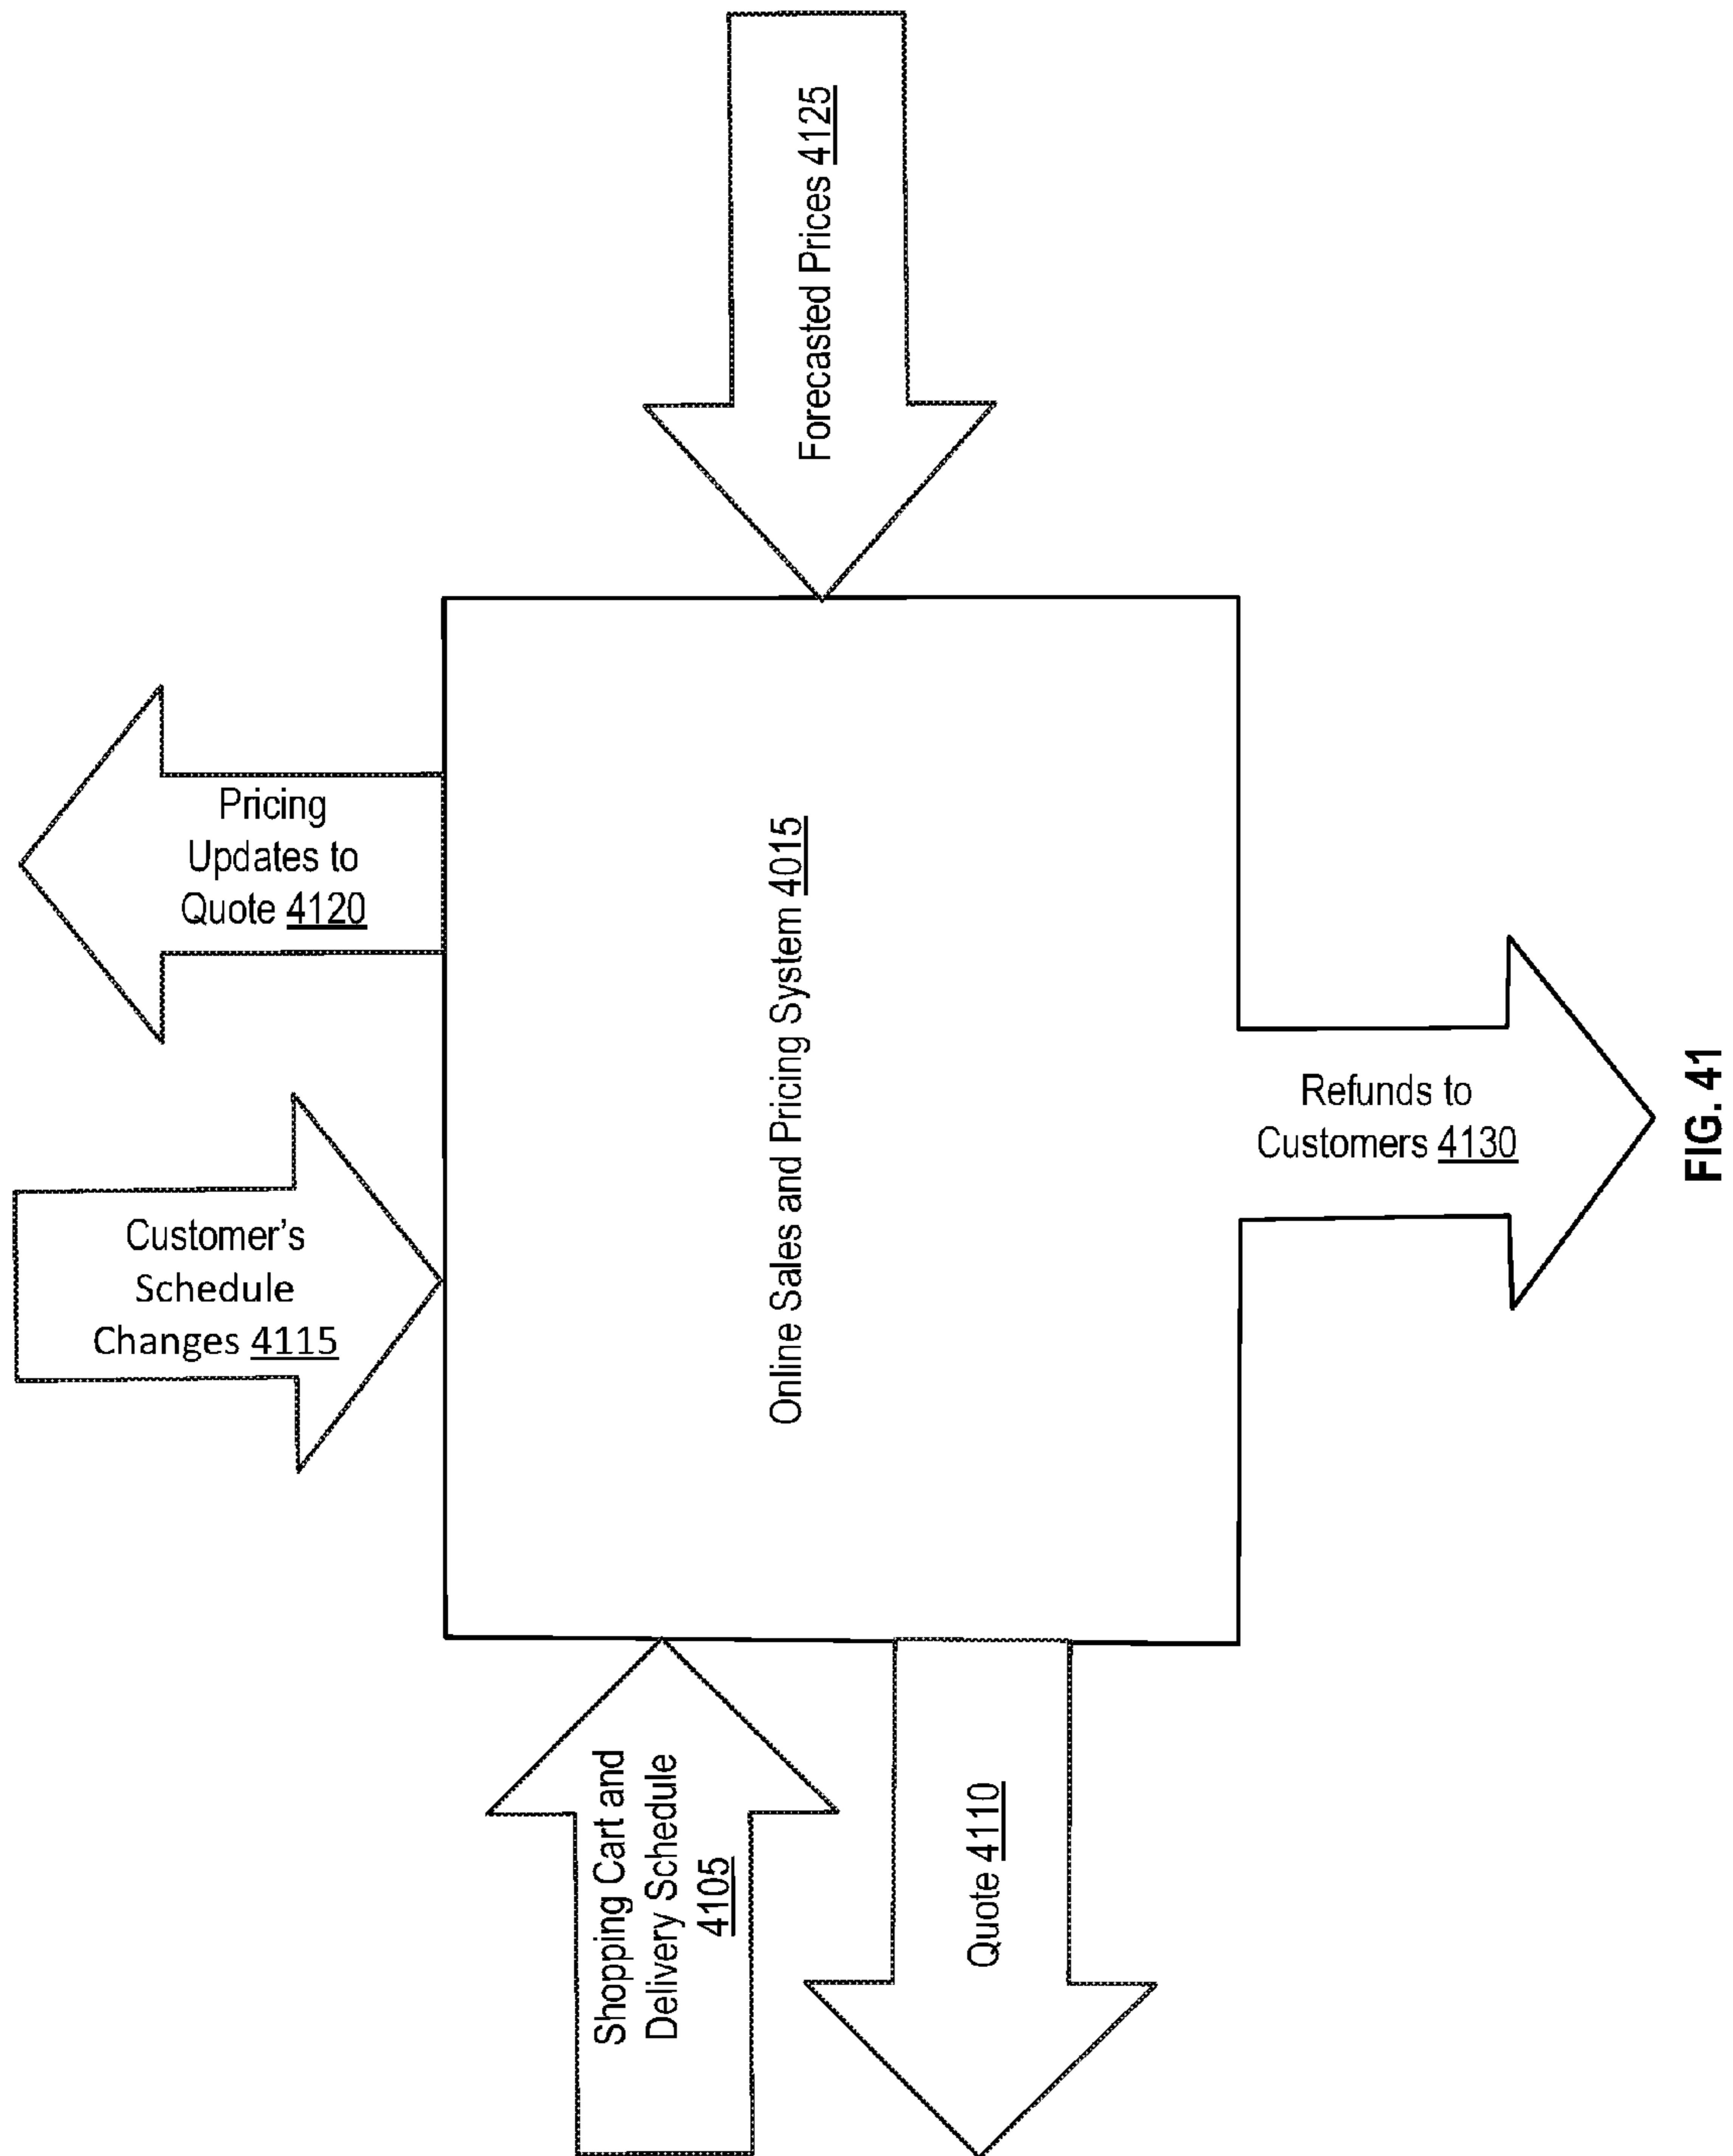 Customer's
Schedule
Changes 4115
Pricing
Updates to
Quote 4120
Shopping Cart and
Delivery Schedule
4105
Quote 4110
Online Sales and Pricing System 4015
Forecasted Prices 4125
Refunds to
Customers 4130
FIG. 41